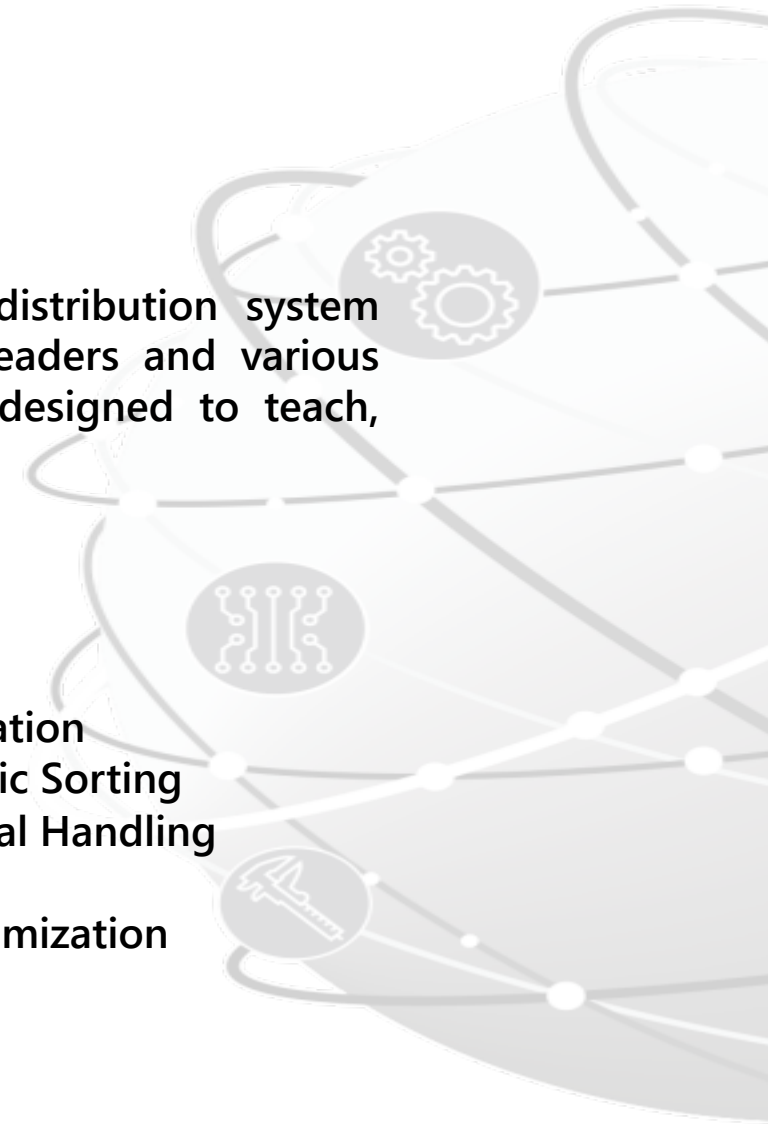 distribution system
eaders and various
designed to teach,
ation
ic Sorting
al Handling
mization